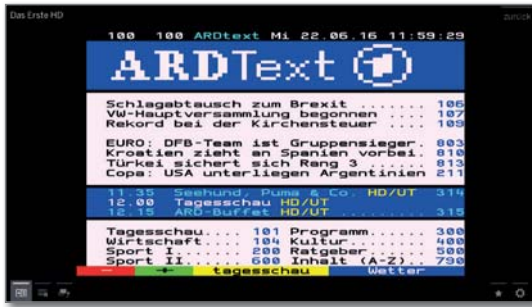 Das Erste HD
zurück
100 100 ARDtext Mi 22.06.16 11:59:29
ARDText 1
Schlagabtausch zum Brexit ....... 106
VW-Hauptversammlung begonnen .... 107
Rekord bei der Kirchensteuer .... 109
EURO: DFB-Team ist Gruppensieger. 803
Kroatien zieht an Spanien vorbei. 810
Türkei sichert sich Rang 3 ...... 813
Copa: USA unterliegen Argentinien 211
11.35 Seehund, Puma & Co. HD/UT 314
12.00 Tagesschau HD/UT
12.15 ARD-Buffet HD/UT .......... 315
Tagesschau.... 101 Programm...... 300
Wirtschaft.... 104 Kultur........ 400
Sport I....... 200 Ratgeber...... 500
Sport II...... 600 Inhalt (A-Z).. 790
- + tagesschau Wetter